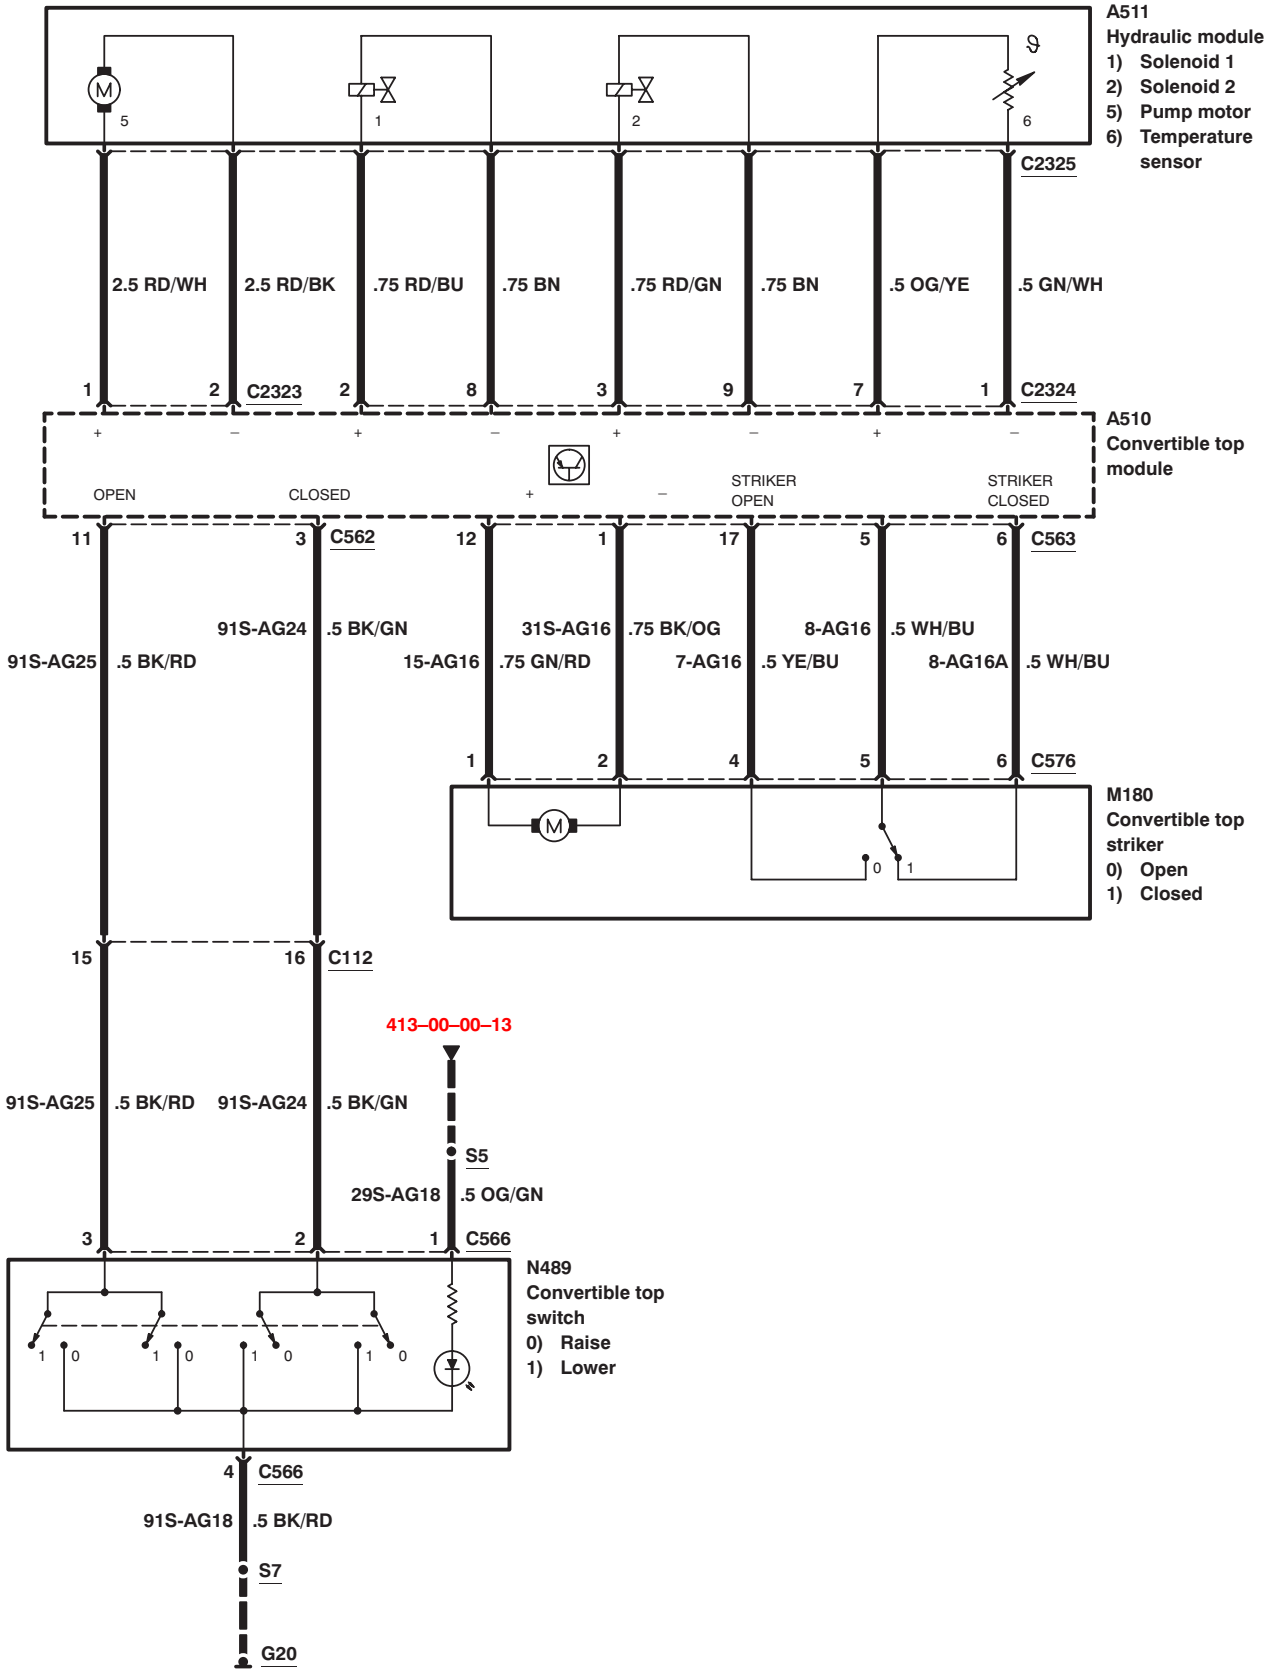 A511
Hydraulic module
1) Solenoid 1
2) Solenoid 2
5) Pump motor
6) Temperature
sensor
ϑ
M
5 1 2 6
C2325
2.5 RD/WH 2.5 RD/BK .75 RD/BU .75 BN .75 RD/GN .75 BN .5 OG/YE .5 GN/WH
1 2 C2323 2 8 3 9 7 1 C2324
A510
Convertible top
module
+ – + – + – + –
OPEN CLOSED + –
STRIKER
OPEN
STRIKER
CLOSED
11 3 C562 12 1 17 5 6 C563
91S-AG24 .5 BK/GN 31S-AG16 .75 BK/OG 8-AG16 .5 WH/BU
91S-AG25 .5 BK/RD 15-AG16 .75 GN/RD 7-AG16 .5 YE/BU 8-AG16A .5 WH/BU
1 2 4 5 6 C576
M180
Convertible top
striker
0) Open
1) Closed
M
0 1
15 16 C112
413–00–00–13
91S-AG25 .5 BK/RD 91S-AG24 .5 BK/GN
S5
29S-AG18 .5 OG/GN
3 2 1 C566
N489
Convertible top
switch
0) Raise
1) Lower
1 0 1 0 1 0 1 0
4 C566
91S-AG18 .5 BK/RD
S7
G20